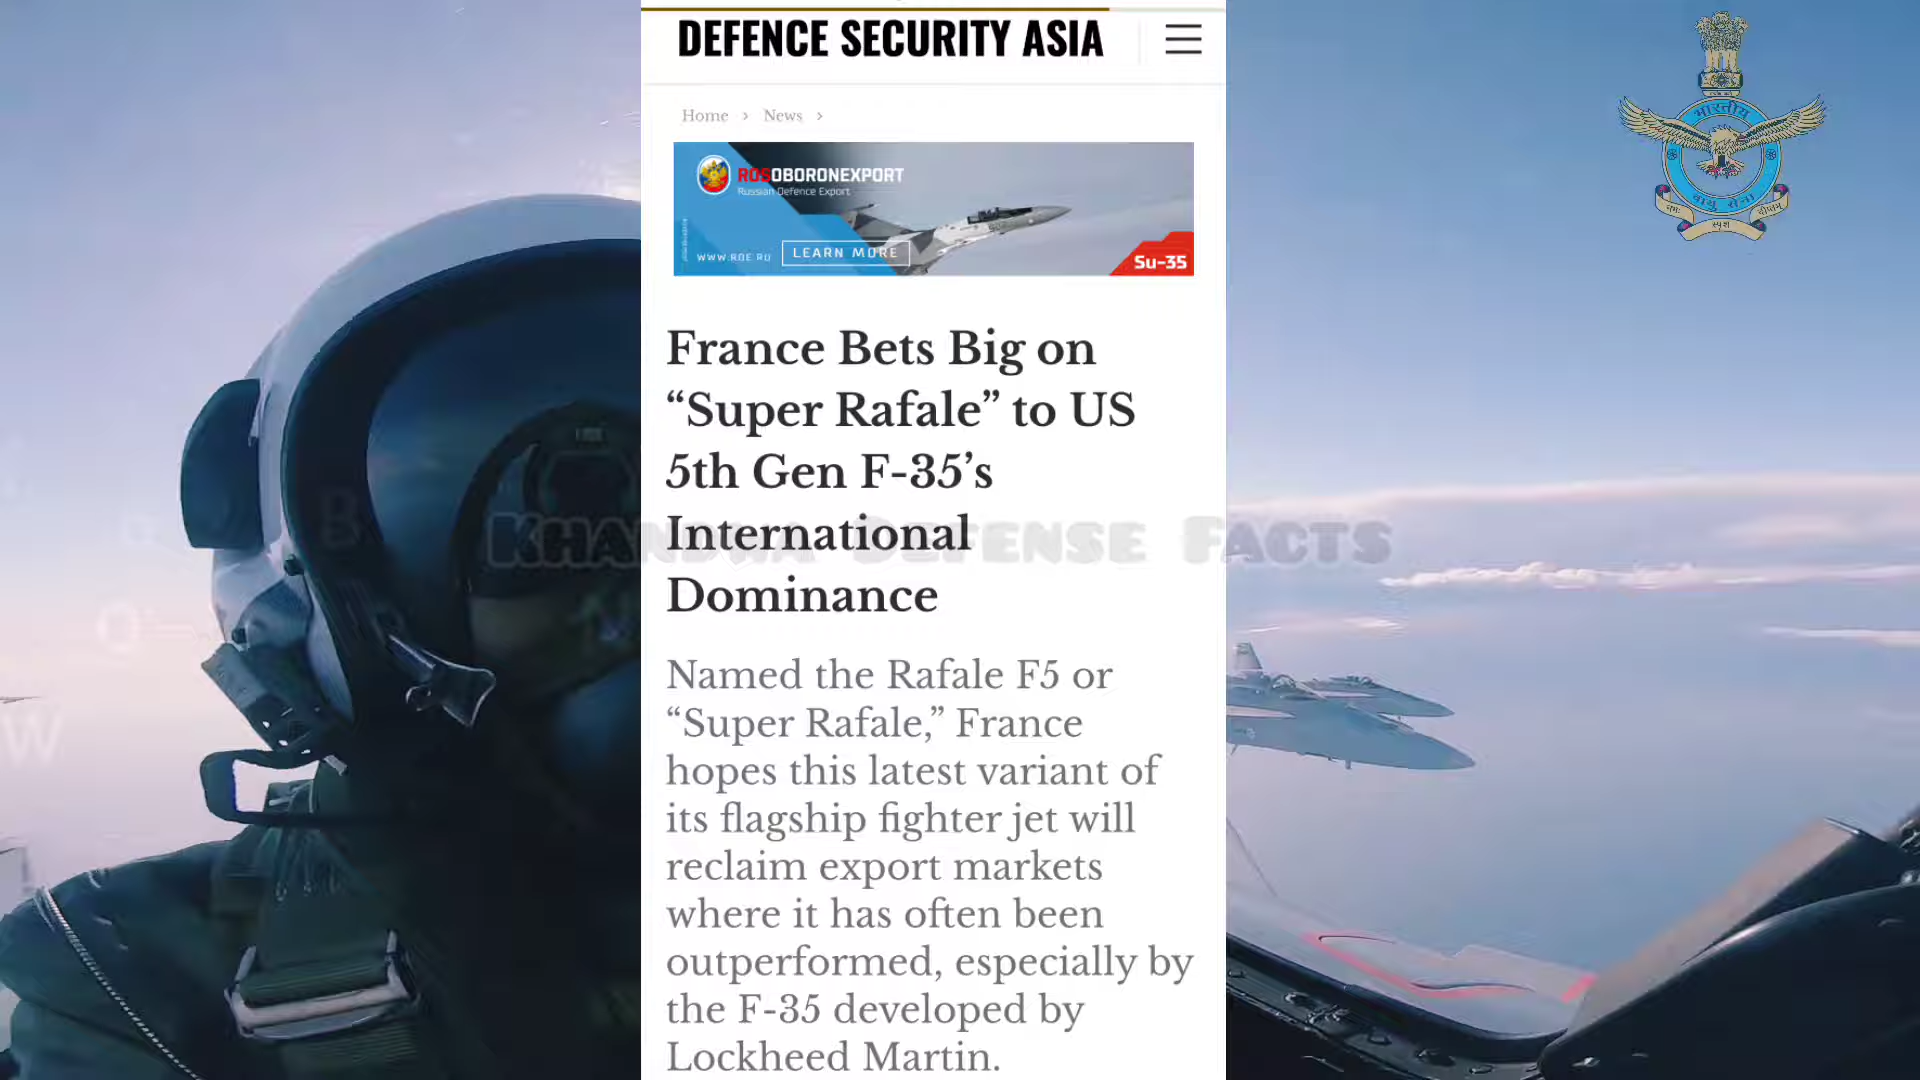 DEFENCE SECURITY ASIA
Home > News >
ROSOBORONEXPORT
Russian Defence Export
WWW.ROE.RU
LEARN MORE
Su-35
France Bets Big on
“Super Rafale” to US
5th Gen F-35’s
International
Dominance
Named the Rafale F5 or
“Super Rafale,” France
hopes this latest variant of
its flagship fighter jet will
reclaim export markets
where it has often been
outperformed, especially by
the F-35 developed by
Lockheed Martin.
KHANDWA DEFENSE FACTS
भारतीय
वायु सेना
नभः
स्पृशं
दीप्तम्